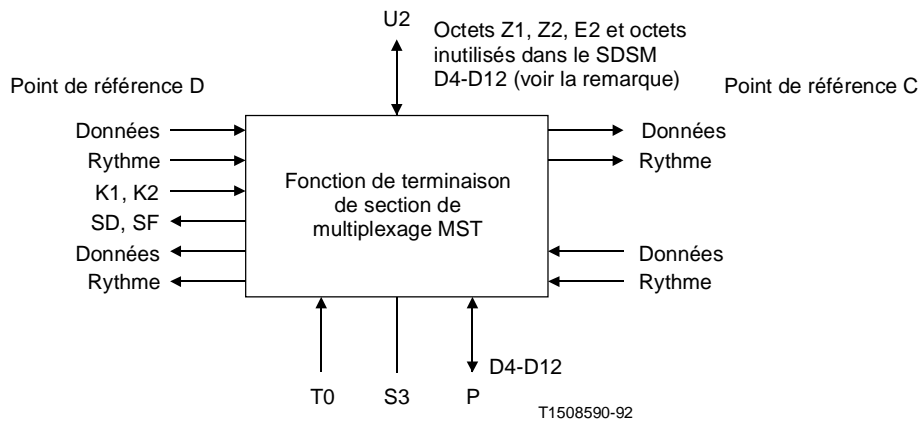 U2
Octets Z1, Z2, E2 et octets
inutilisés dans le SDSM
D4-D12 (voir la remarque)
Point de référence D
Point de référence C
Données
Rythme
K1, K2
SD, SF
Données
Rythme
Fonction de terminaison
de section de
multiplexage MST
Données
Rythme
Données
Rythme
T0
S3
P
D4-D12
T1508590-92